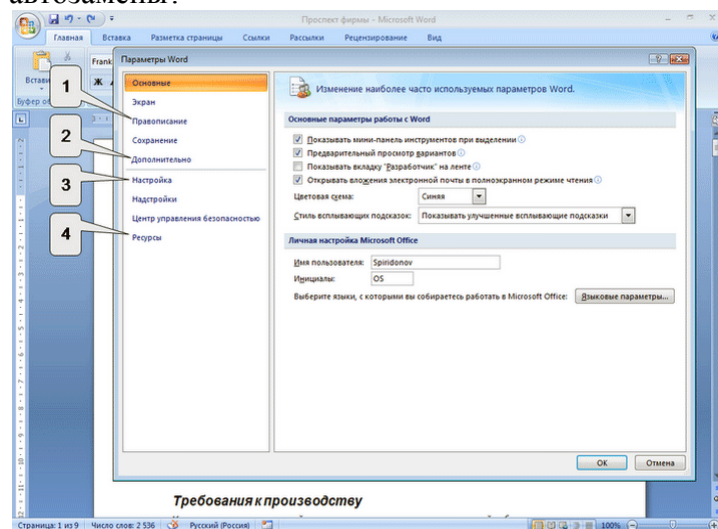 автозамены?
Проспект фирмы - Microsoft Word
Главная Вставка Разметка страницы Ссылки Рассылки Рецензирование Вид
Встави
Frank
Ж
Буфер о
Параметры Word
1
2
3
4
Основные
Экран
Правописание
Сохранение
Дополнительно
Настройка
Надстройки
Центр управления безопасностью
Ресурсы
Изменение наиболее часто используемых параметров Word.
Основные параметры работы с Word
Показывать мини-панель инструментов при выделении
Предварительный просмотр вариантов
Показывать вкладку "Разработчик" на ленте
Открывать вложения электронной почты в полноэкранном режиме чтения
Цветовая схема: Синяя
Стиль всплывающих подсказок: Показывать улучшенные всплывающие подсказки
Личная настройка Microsoft Office
Имя пользователя: Spiridonov
Инициалы: OS
Выберите языки, с которыми вы собираетесь работать в Microsoft Office: Языковые параметры...
ОК Отмена
Требования к производству
Страница: 1 из 9 Число слов: 2 536 Русский (Россия) 100%